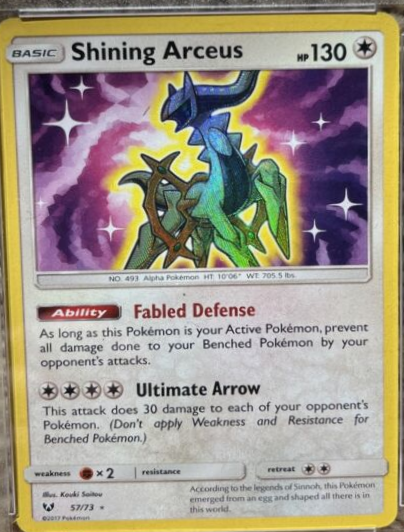 BASIC Shining Arceus HP 130
NO. 493 Alpha Pokémon HT: 10'06" WT: 705.5 lbs
Ability Fabled Defense
As long as this Pokémon is your Active Pokémon, prevent
all damage done to your Benched Pokémon by your
opponent's attacks.
Ultimate Arrow
This attack does 30 damage to each of your opponent's
Pokémon. (Don't apply Weakness and Resistance for
Benched Pokémon.)
weakness ×2 resistance retreat
Illus. Kouki Saitou
57/73
©2017 Pokémon
According to the legends of Sinnoh, this Pokémon
emerged from an egg and shaped all there is in
this world.